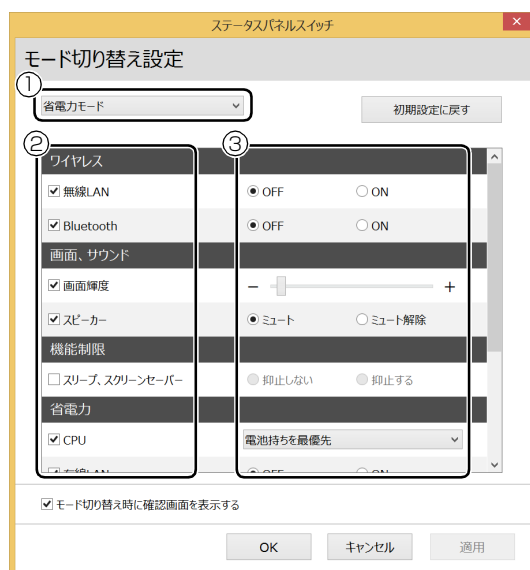 ステータスパネルスイッチ
モード切り替え設定
①
省電力モード
初期設定に戻す
② ③
ワイヤレス
無線LAN OFF ON
Bluetooth OFF ON
画面、サウンド
画面輝度 − +
スピーカー ミュート ミュート解除
機能制限
スリープ、スクリーンセーバー 抑止しない 抑止する
省電力
CPU 電池持ちを最優先
有線LAN OFF ON
モード切り替え時に確認画面を表示する
OK キャンセル 適用